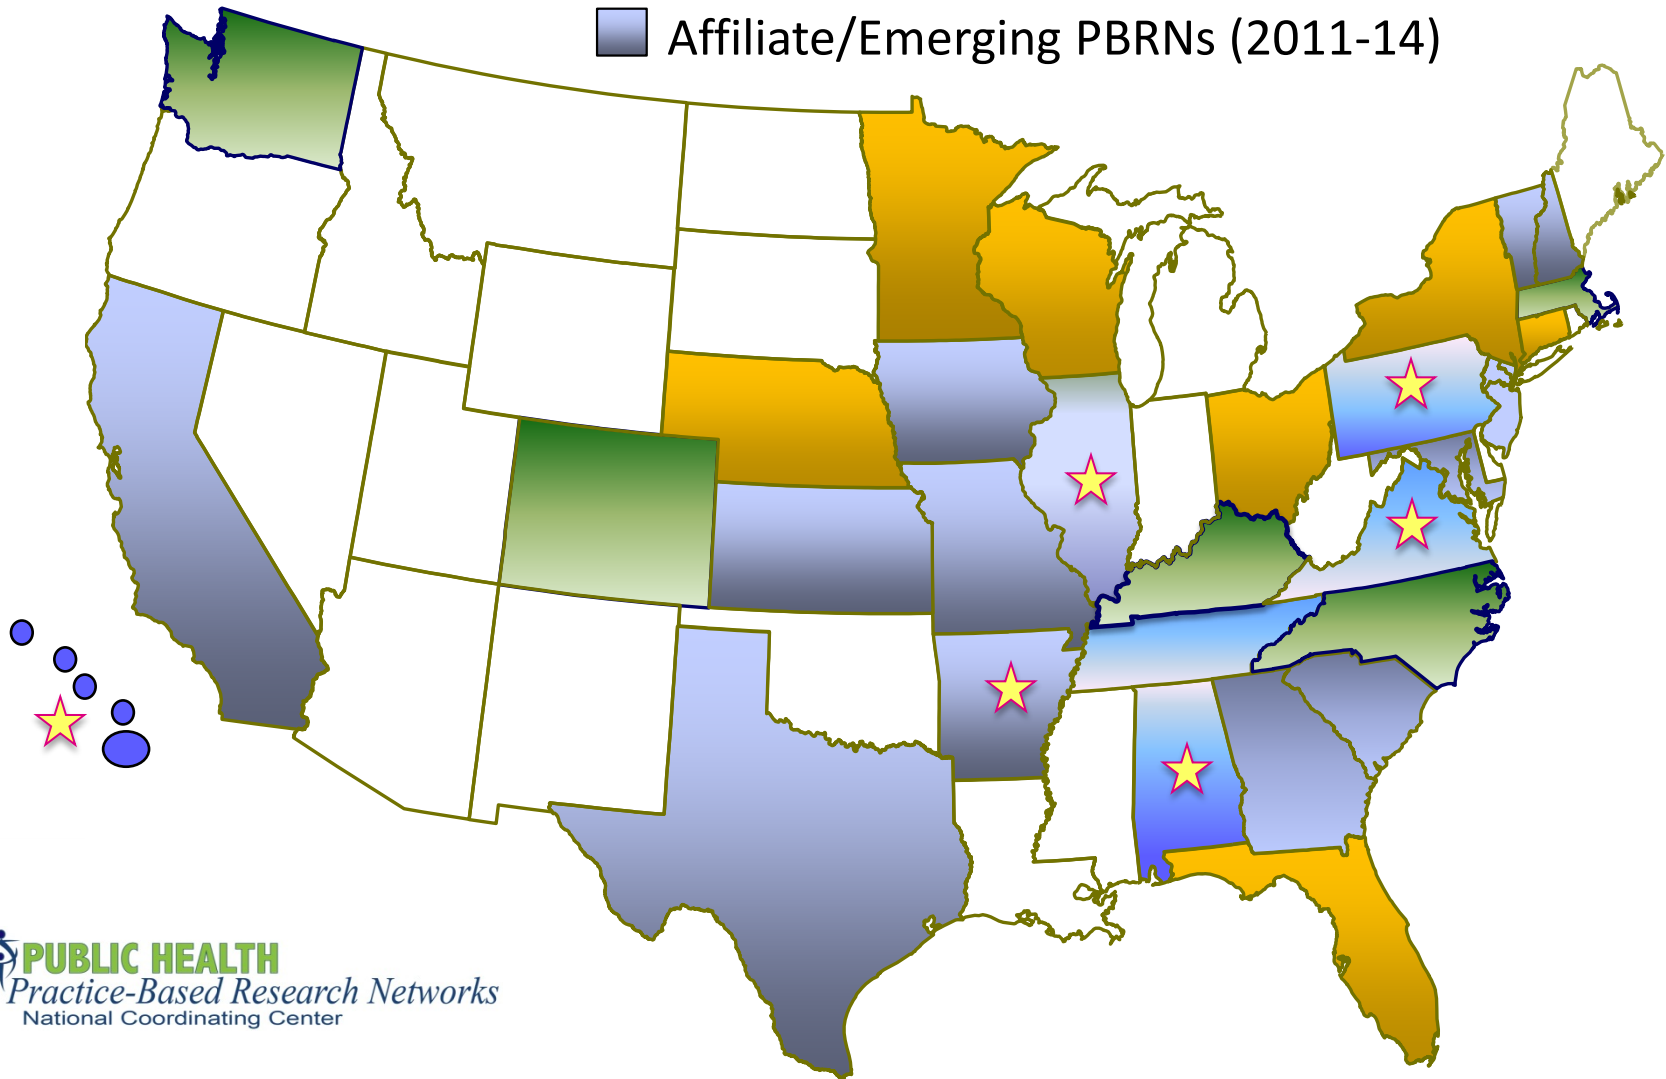 Affiliate/Emerging PBRNs (2011-14)
PUBLIC HEALTH
Practice-Based Research Networks
National Coordinating Center